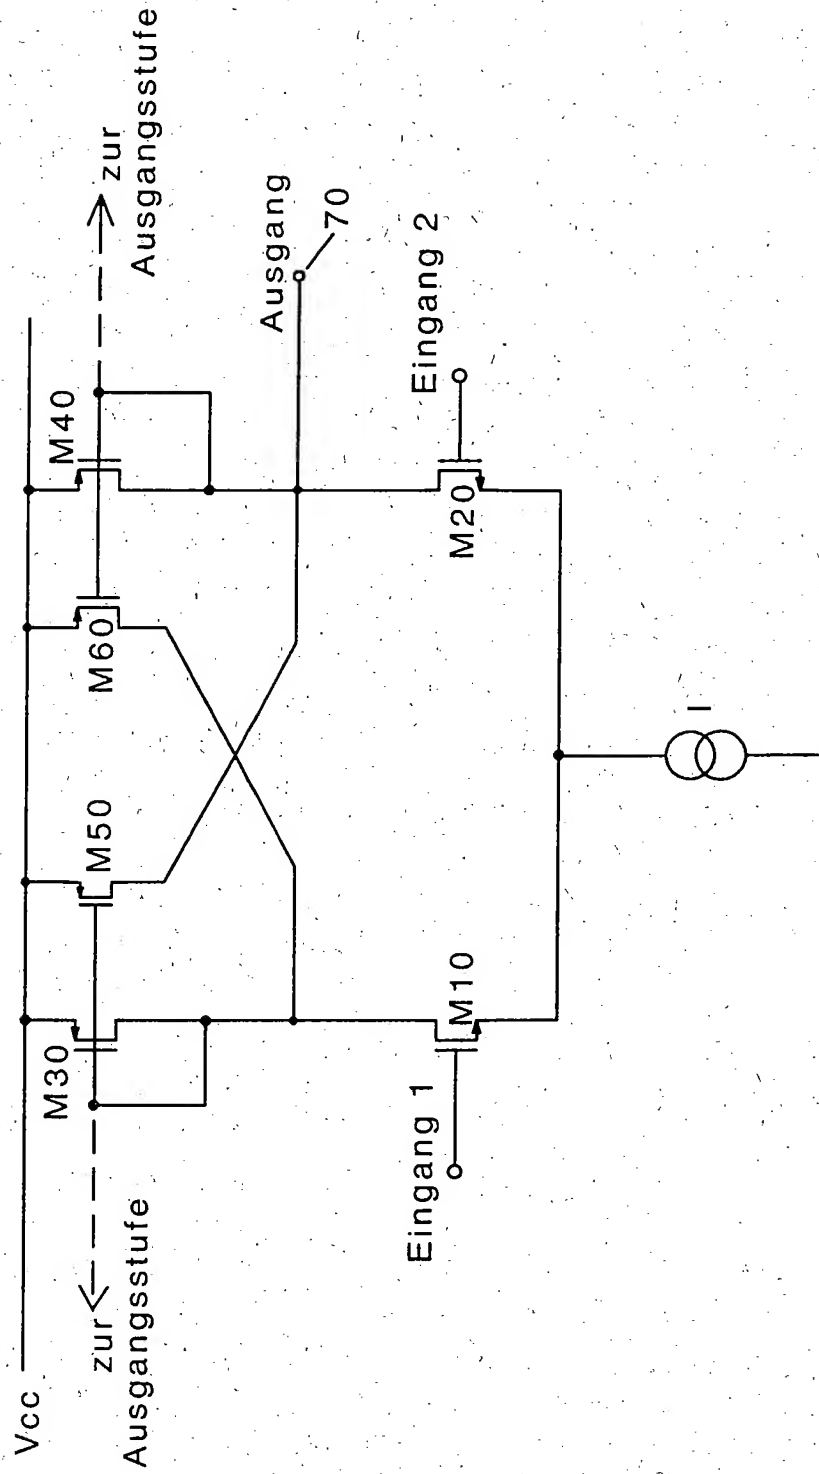 Vcc
zur
Ausgangsstufe
M30
M50
M60
M40
zur
Ausgangsstufe
Ausgang
70
Eingang 1
M10
M20
Eingang 2
I